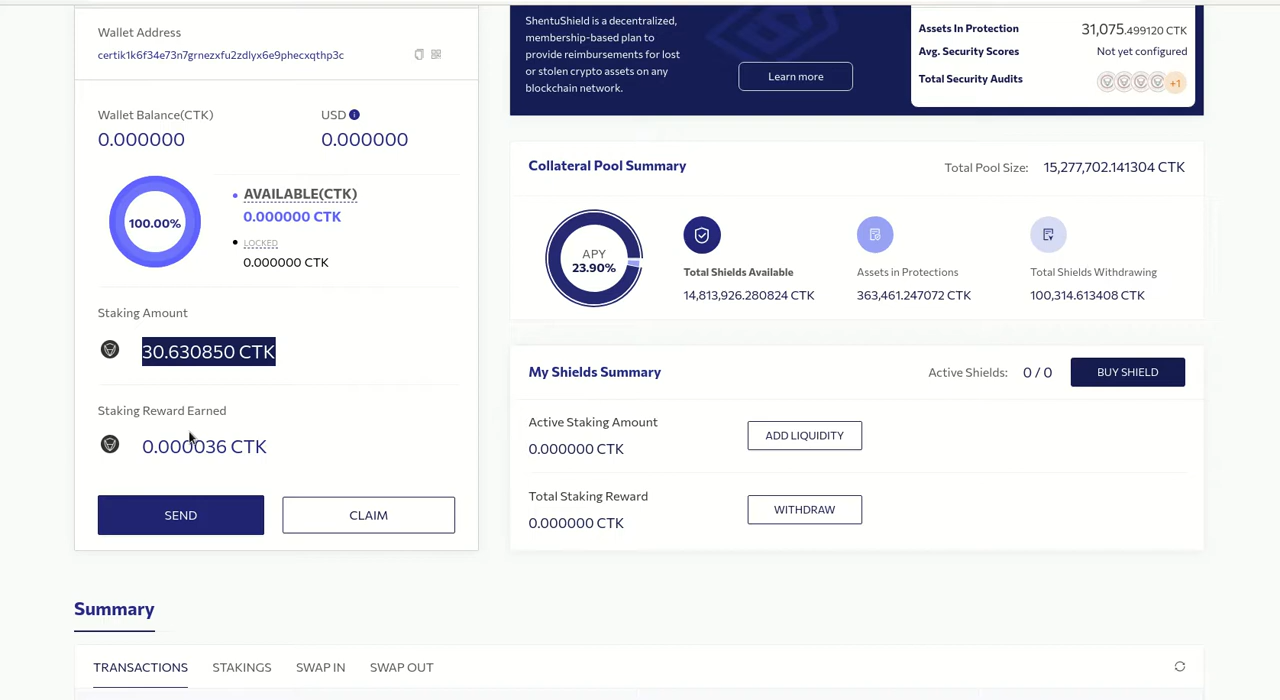 Wallet Address
certik1k6f34e73n7grnezxfu2zdlyx6e9phecxqthp3c
Wallet Balance(CTK)
USD
0.000000
0.000000
100.00%
AVAILABLE(CTK)
0.000000 CTK
LOCKED
0.000000 CTK
Staking Amount
30.630850 CTK
Staking Reward Earned
0.000036 CTK
SEND
CLAIM
ShentuShield is a decentralized,
membership-based plan to
provide reimbursements for lost
or stolen crypto assets on any
blockchain network.
Learn more
Assets In Protection
31,075.499120 CTK
Avg. Security Scores
Not yet configured
Total Security Audits
+1
Collateral Pool Summary
Total Pool Size:
15,277,702.141304 CTK
APY
23.90%
Total Shields Available
14,813,926.280824 CTK
Assets in Protections
363,461.247072 CTK
Total Shields Withdrawing
100,314.613408 CTK
My Shields Summary
Active Shields:
0 / 0
BUY SHIELD
Active Staking Amount
0.000000 CTK
ADD LIQUIDITY
Total Staking Reward
0.000000 CTK
WITHDRAW
Summary
TRANSACTIONS
STAKINGS
SWAP IN
SWAP OUT